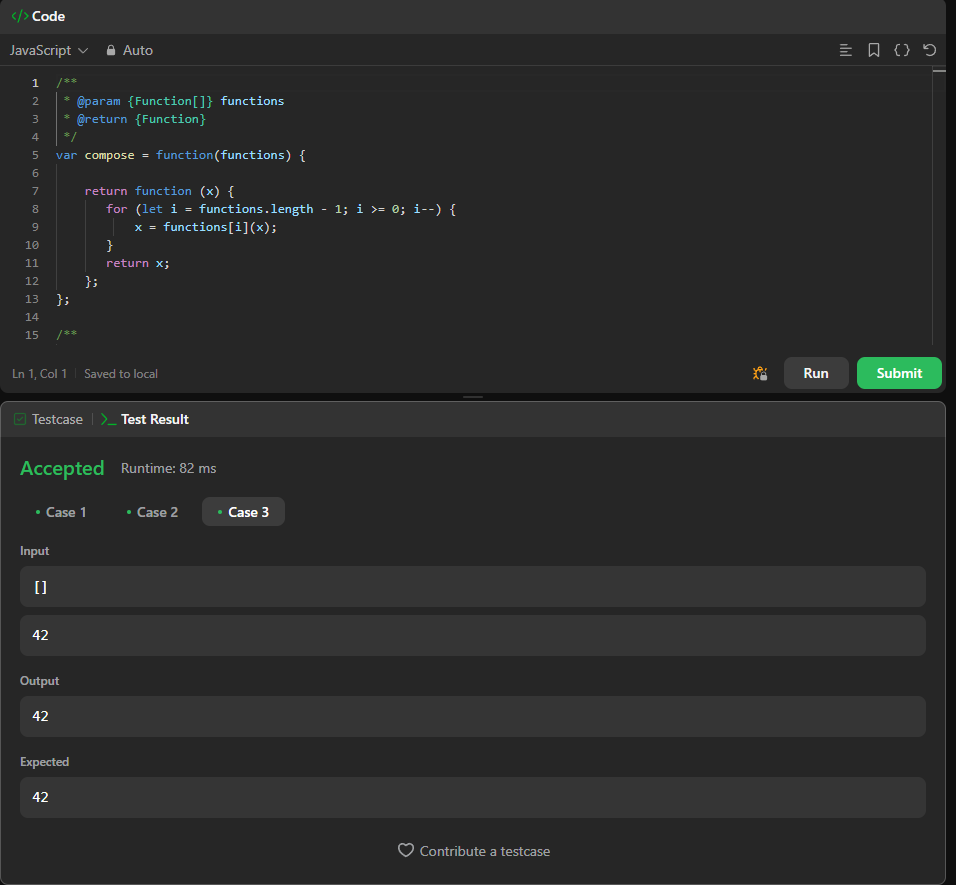 </> Code
JavaScript Auto
1 /**
2  * @param {Function[]} functions
3  * @return {Function}
4  */
5 var compose = function(functions) {
6
7     return function (x) {
8        for (let i = functions.length - 1; i >= 0; i--) {
9            x = functions[i](x);
10        }
11        return x;
12     };
13 };
14
15 /**
Ln 1, Col 1 Saved to local
Run Submit
Testcase Test Result
Accepted Runtime: 82 ms
• Case 1 • Case 2 • Case 3
Input
[]
42
Output
42
Expected
42
Contribute a testcase